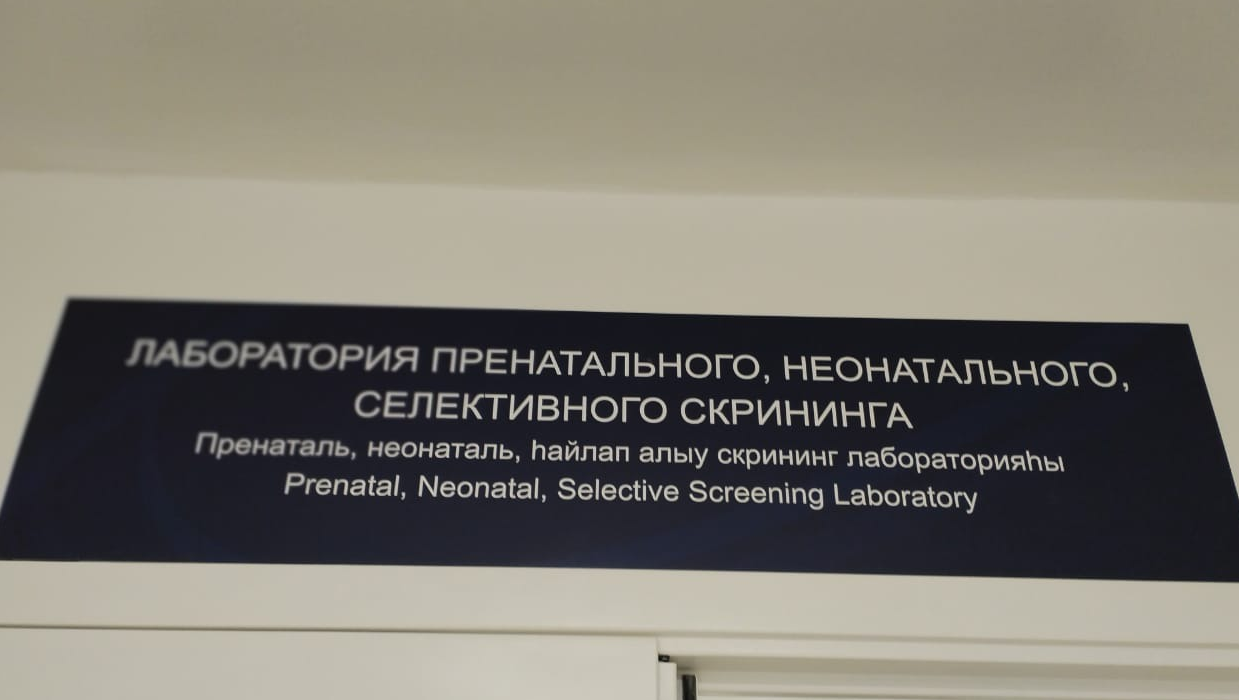 ЛАБОРАТОРИЯ ПРЕНАТАЛЬНОГО, НЕОНАТАЛЬНОГО,
СЕЛЕКТИВНОГО СКРИНИНГА
Пренаталь, неонаталь, һайлап алыу скрининг лабораторияһы
Prenatal, Neonatal, Selective Screening Laboratory